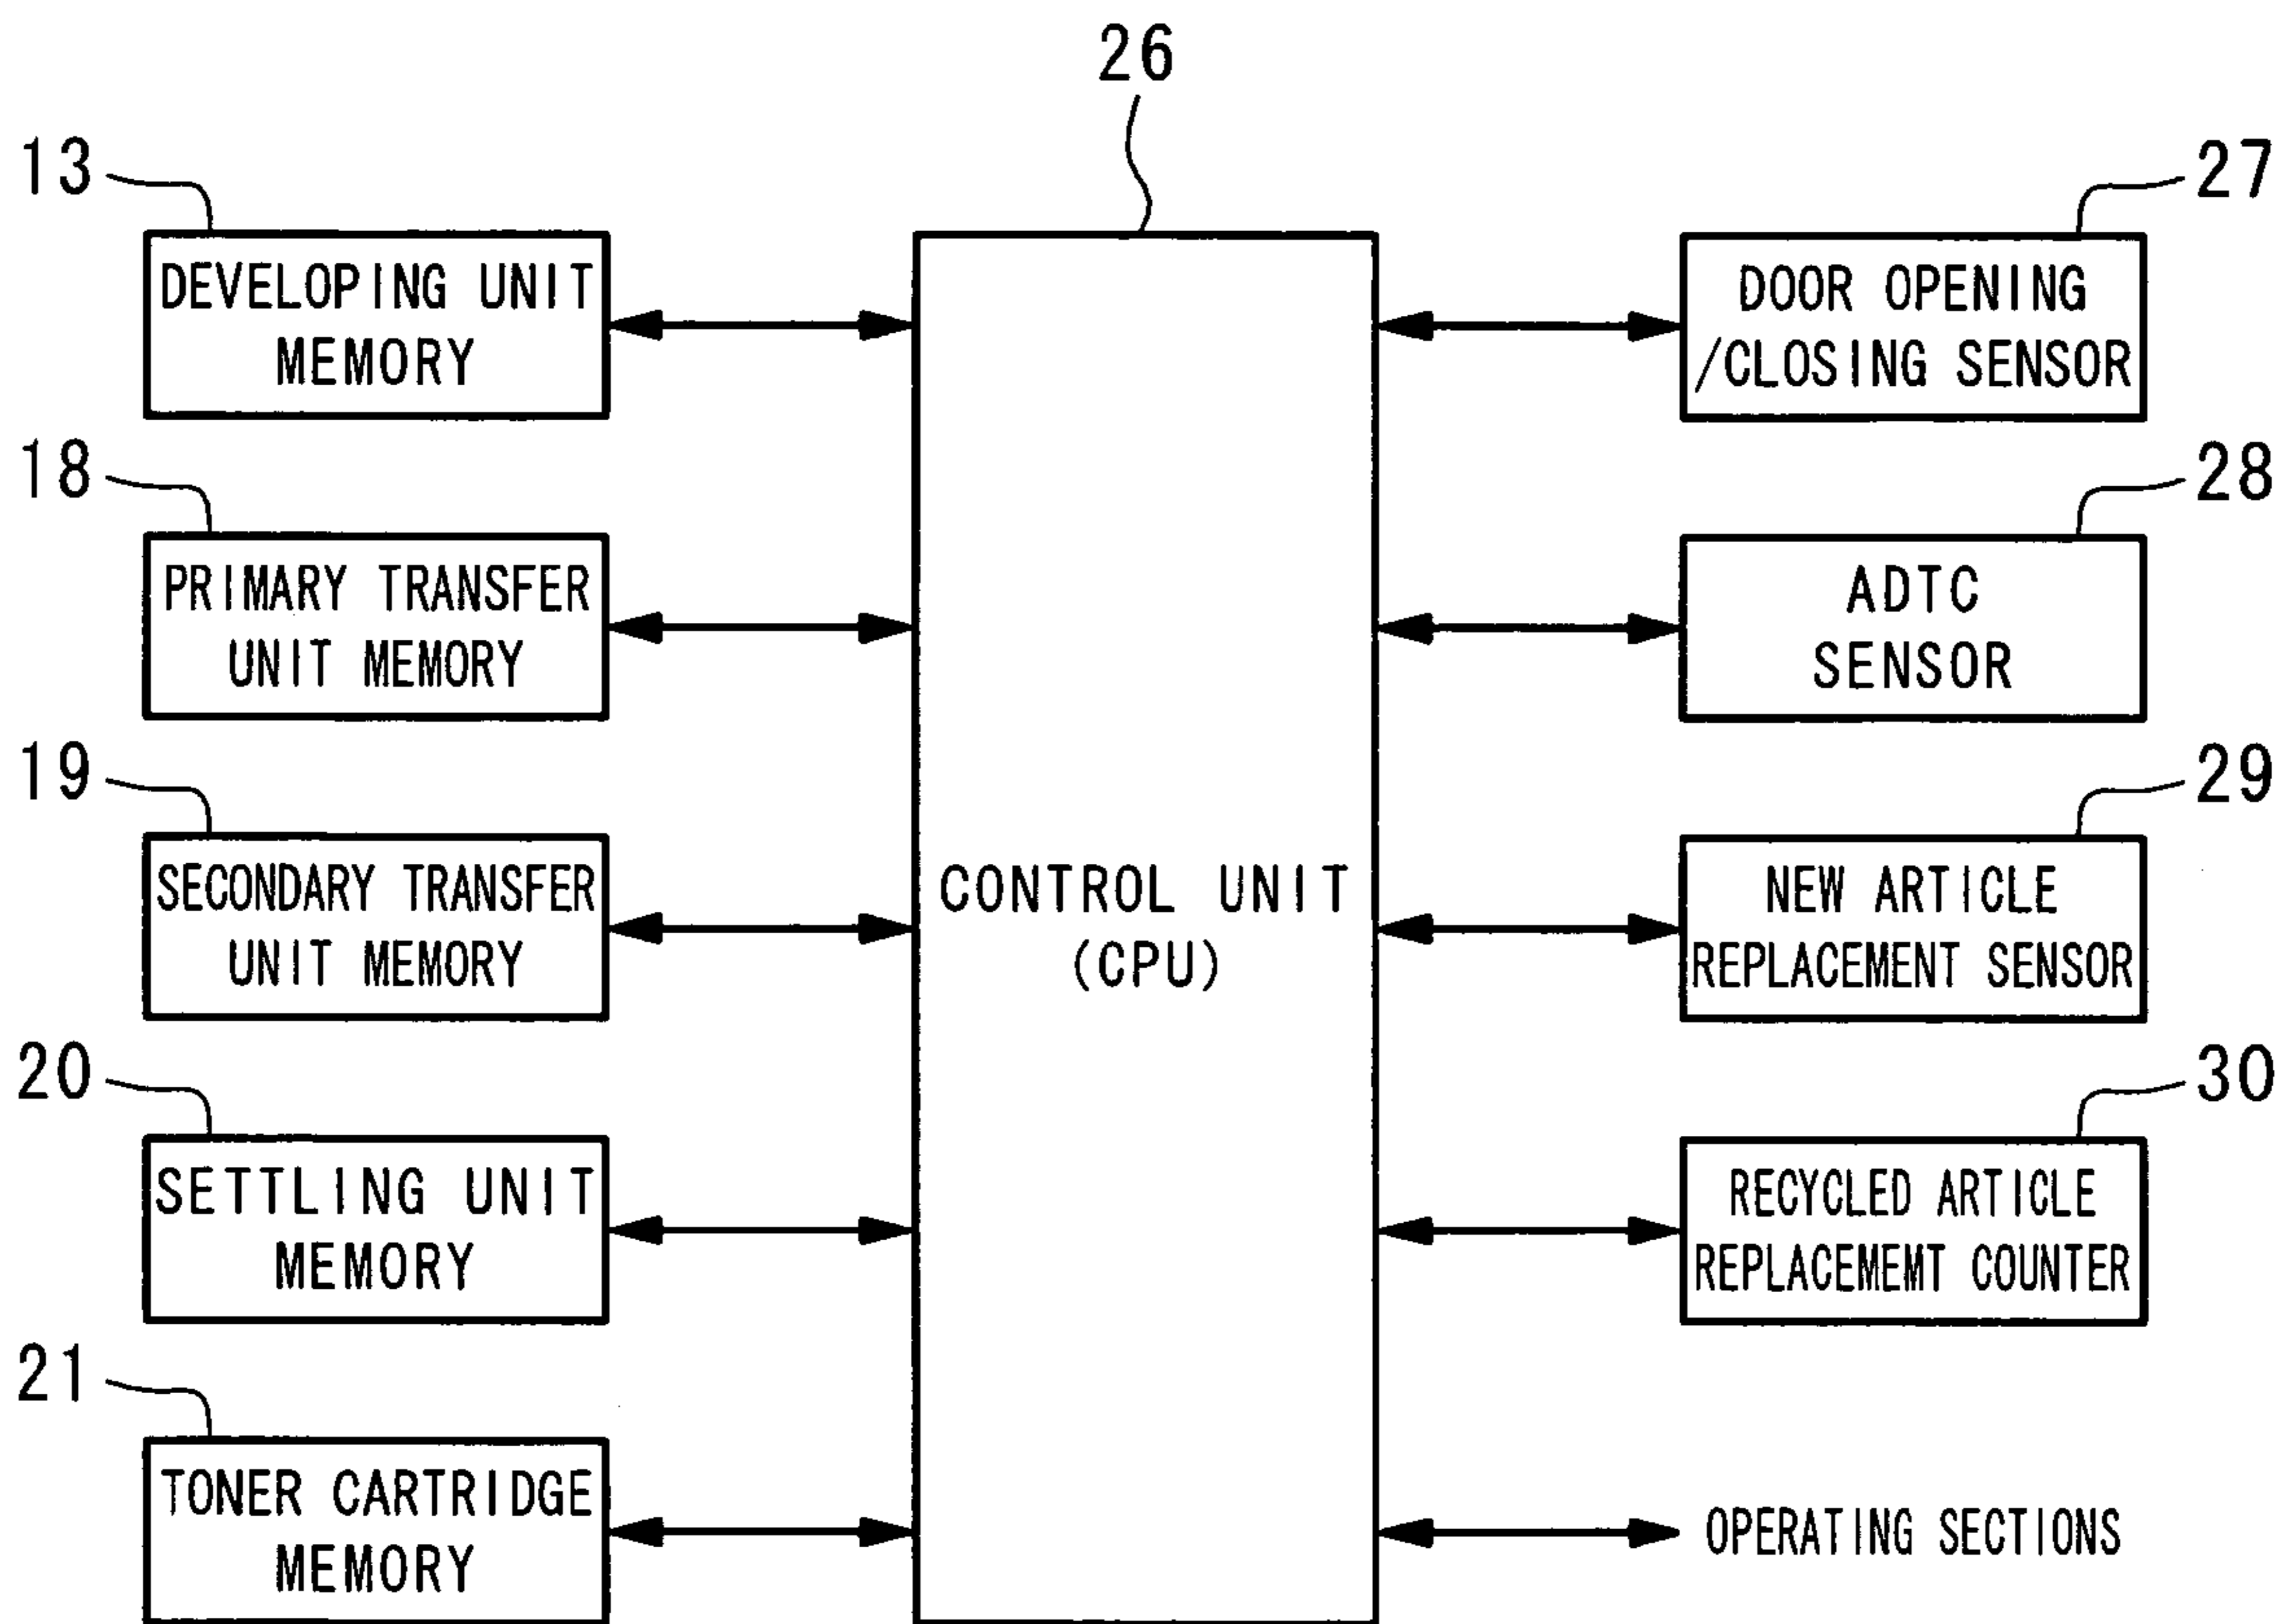 26
13
DEVELOPING UNIT
MEMORY
18
PRIMARY TRANSFER
UNIT MEMORY
19
SECONDARY TRANSFER
UNIT MEMORY
20
SETTLING UNIT
MEMORY
21
TONER CARTRIDGE
MEMORY
CONTROL UNIT
(CPU)
27
DOOR OPENING
/CLOSING SENSOR
28
ADTC
SENSOR
29
NEW ARTICLE
REPLACEMENT SENSOR
30
RECYCLED ARTICLE
REPLACEMEMT COUNTER
OPERATING SECTIONS